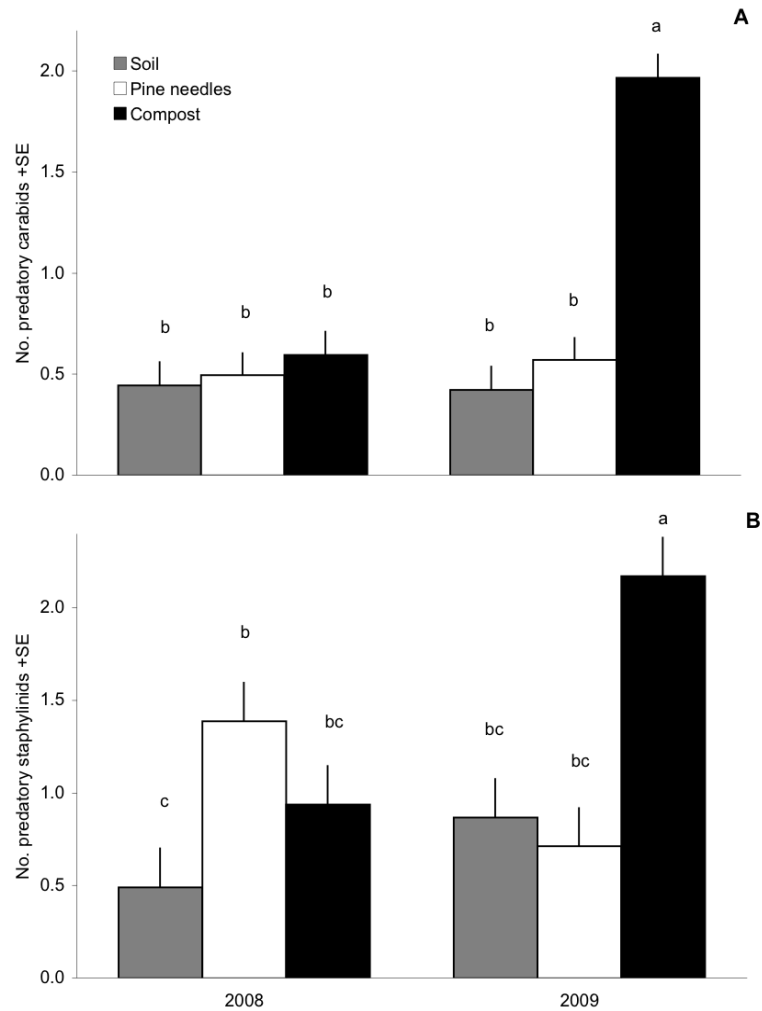 A
a
2.0
Soil
Pine needles
Compost
No. predatory carabids +SE
1.5
1.0
b
b
b
b
b
0.5
0.0
B
a
2.0
No. predatory staphylinids +SE
b
1.5
bc
bc
bc
1.0
c
0.5
0.0
2008
2009